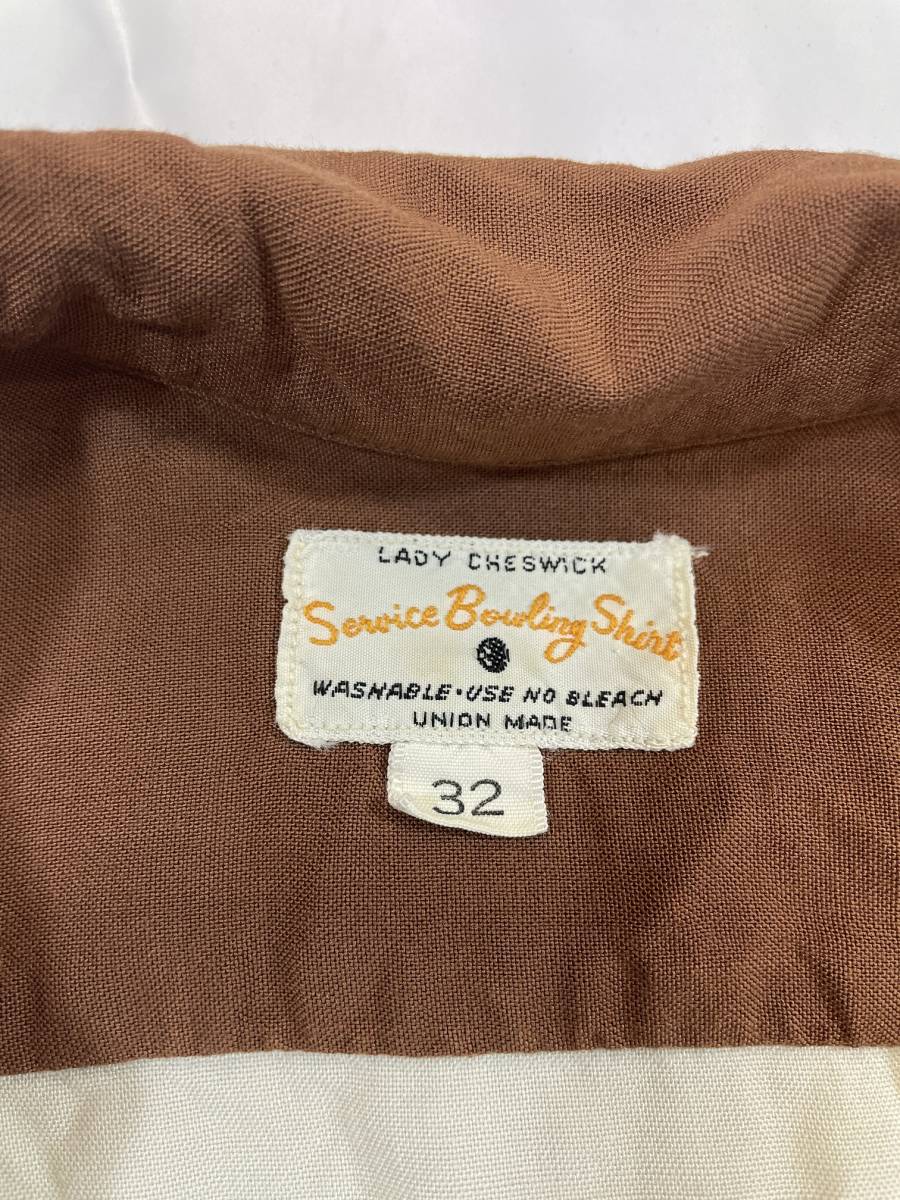 LADY CHESWICK
Service Bowling Shirt
WASHABLE · USE NO BLEACH
UNION MADE
32